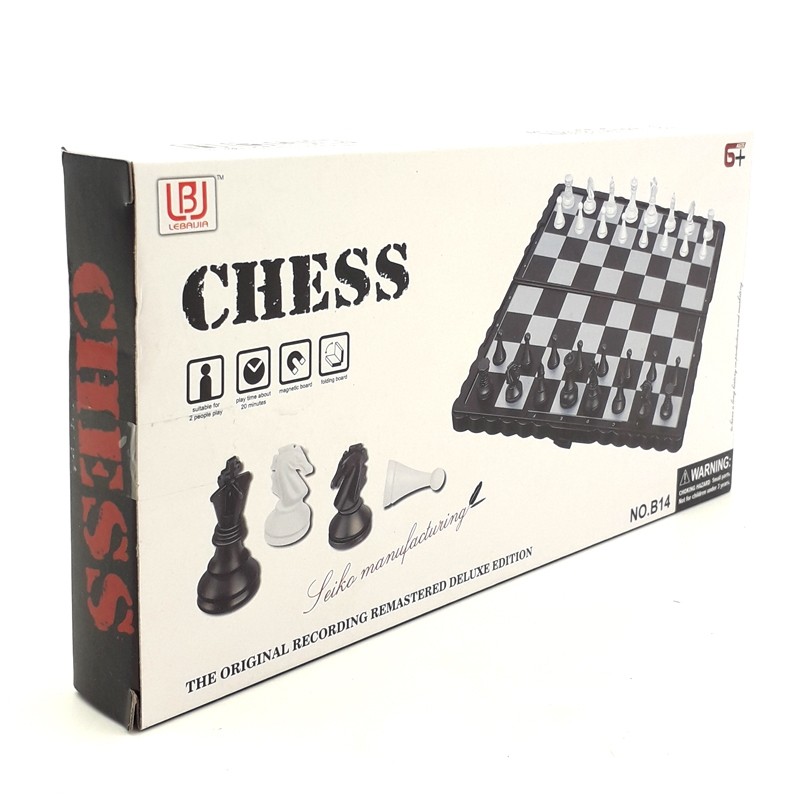 LBJ
TM
LEBAIJIA
6+
CHESS
CHESS
suitable for
2 people play
play time about
20 minutes
magnetic board
folding board
WARNING:
CHOKING HAZARD. Small parts.
Not for children under 3 years.
NO.B14
Seiko manufacturing
THE ORIGINAL RECORDING REMASTERED DELUXE EDITION